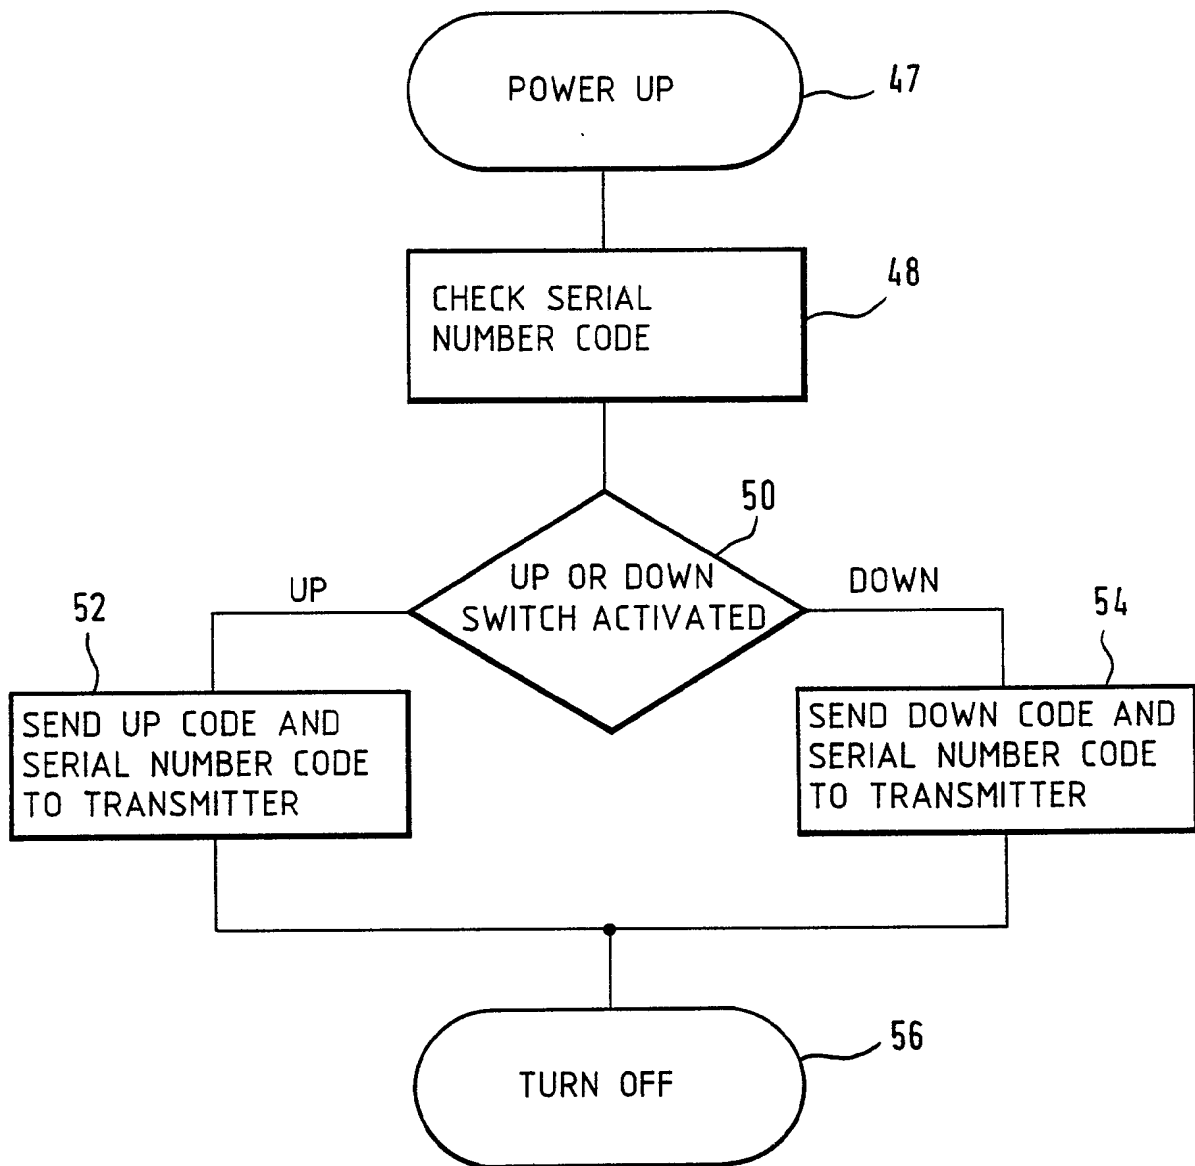 POWER UP
47
CHECK SERIAL
NUMBER CODE
48
50
UP OR DOWN
SWITCH ACTIVATED
UP
DOWN
52
54
SEND UP CODE AND
SERIAL NUMBER CODE
TO TRANSMITTER
SEND DOWN CODE AND
SERIAL NUMBER CODE
TO TRANSMITTER
TURN OFF
56